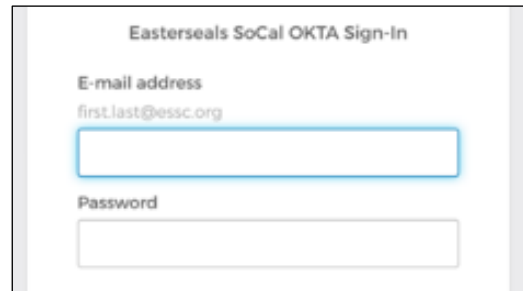 Easterseals SoCal OKTA Sign-In
E-mail address
first.last@essc.org
Password